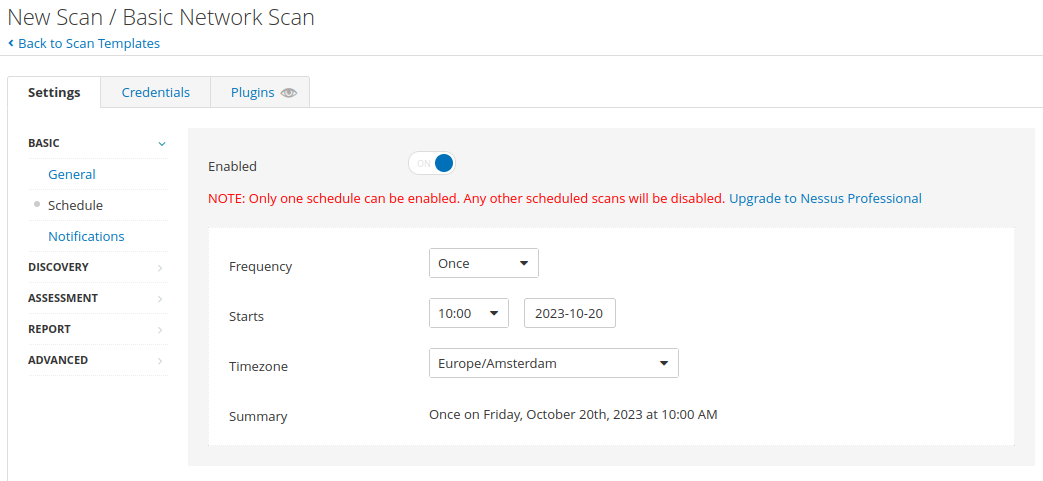 New Scan / Basic Network Scan
Back to Scan Templates
Settings Credentials Plugins
BASIC
General
Schedule
Notifications
DISCOVERY
ASSESSMENT
REPORT
ADVANCED
Enabled ON
NOTE: Only one schedule can be enabled. Any other scheduled scans will be disabled. Upgrade to Nessus Professional
Frequency Once
Starts 10:00 2023-10-20
Timezone Europe/Amsterdam
Summary Once on Friday, October 20th, 2023 at 10:00 AM